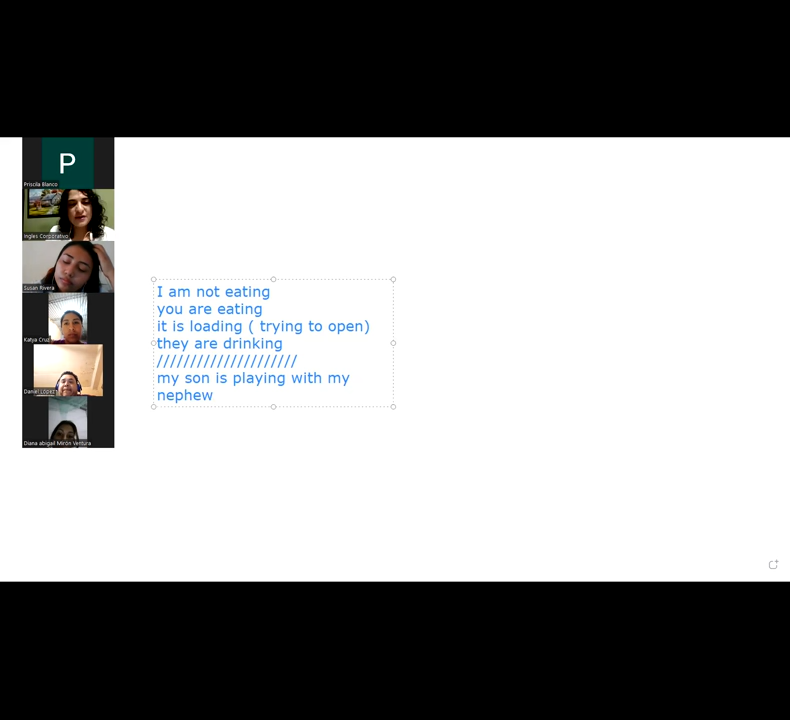 P
Priscila Blanco
Ingles Corporativo
Susan Rivera
Katya Cruz
Daniel López
Diana abigail Mirón Ventura
I am not eating
you are eating
it is loading ( trying to open)
they are drinking
/////////////////////
my son is playing with my
nephew